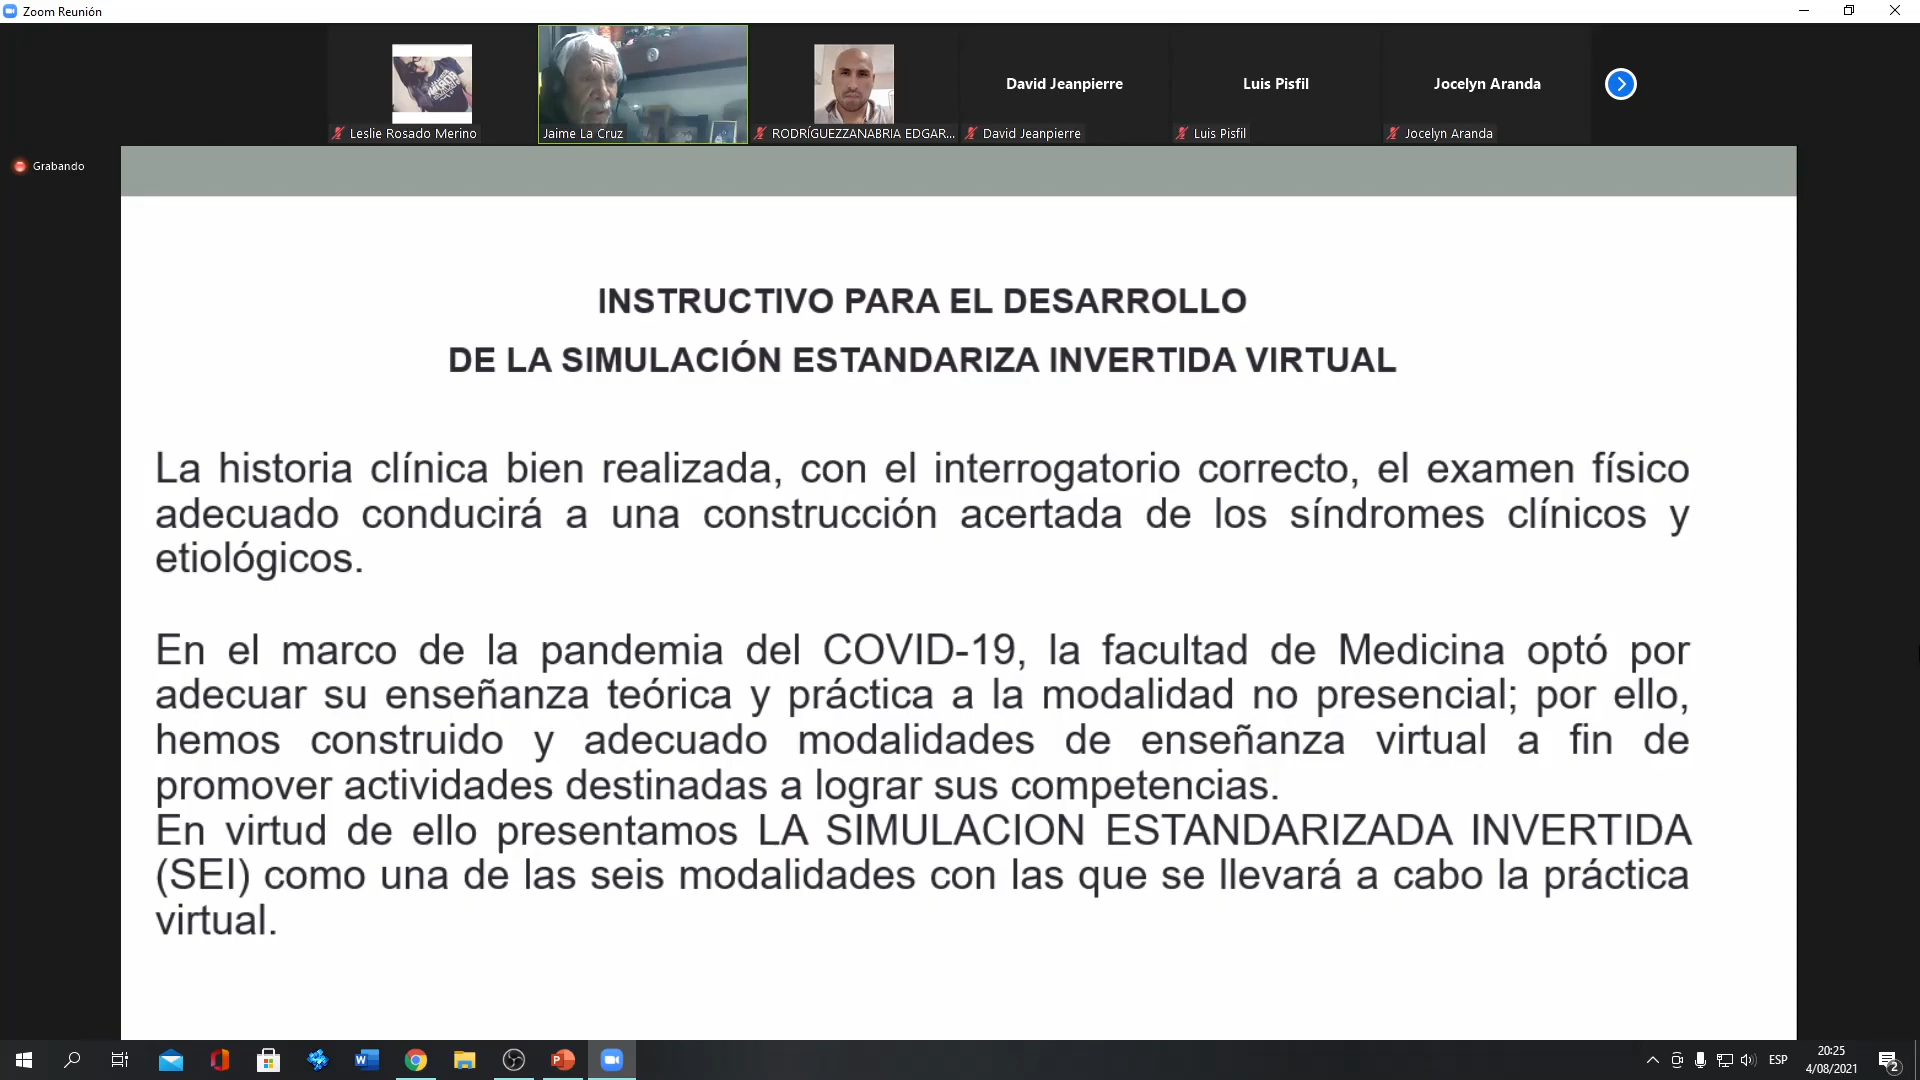 Zoom Reunión
David Jeanpierre
Luis Pisfil
Jocelyn Aranda
Leslie Rosado Merino
Jaime La Cruz
RODRÍGUEZZANABRIA EDGAR...
David Jeanpierre
Luis Pisfil
Jocelyn Aranda
Grabando
INSTRUCTIVO PARA EL DESARROLLO
DE LA SIMULACIÓN ESTANDARIZA INVERTIDA VIRTUAL
La historia clínica bien realizada, con el interrogatorio correcto, el examen físico
adecuado conducirá a una construcción acertada de los síndromes clínicos y
etiológicos.
En el marco de la pandemia del COVID-19, la facultad de Medicina optó por
adecuar su enseñanza teórica y práctica a la modalidad no presencial; por ello,
hemos construido y adecuado modalidades de enseñanza virtual a fin de
promover actividades destinadas a lograr sus competencias.
En virtud de ello presentamos LA SIMULACION ESTANDARIZADA INVERTIDA
(SEI) como una de las seis modalidades con las que se llevará a cabo la práctica
virtual.
ESP
20:25
4/08/2021
2